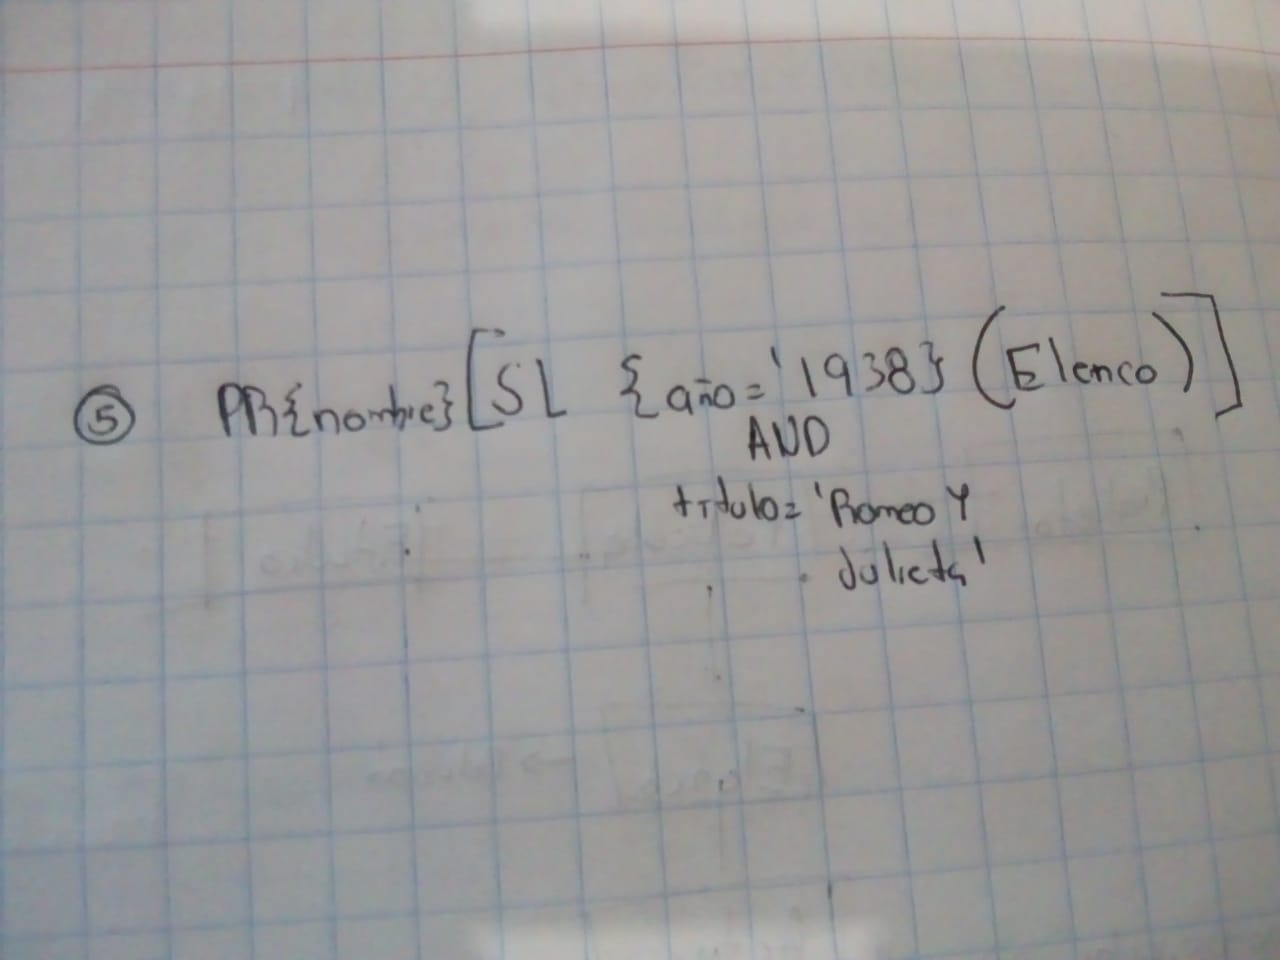 ⑤ PR{nombre}[SL {año='1938} (Elenco)]
AND
titulo='Romeo Y
Julieta'